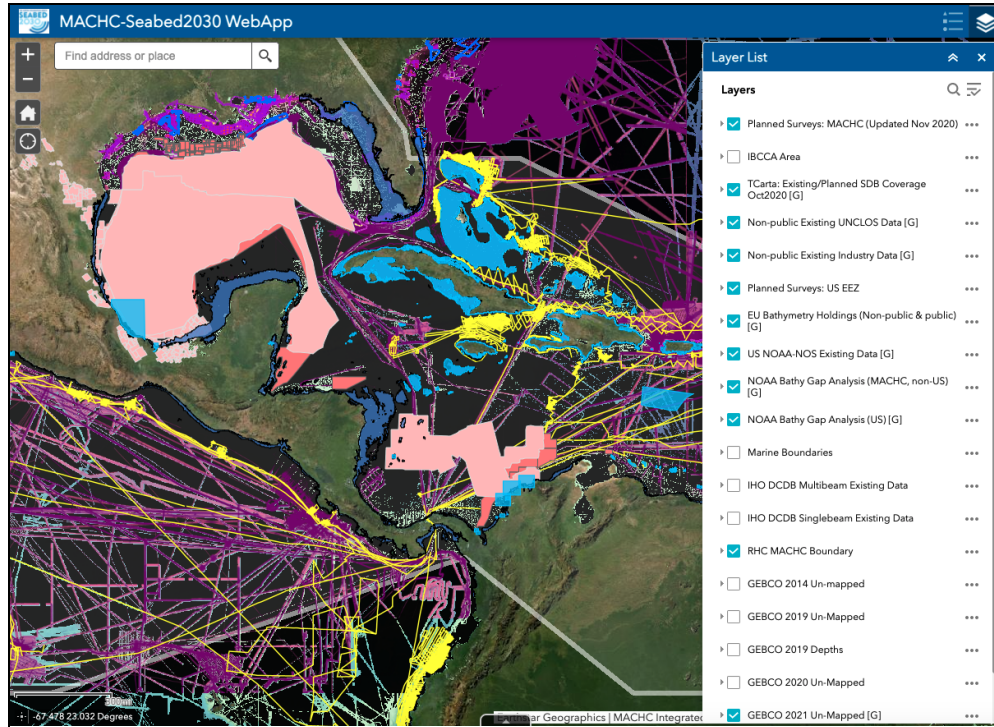 SEABED
2030
MACHC-Seabed2030 WebApp
+
Find address or place
−
Layer List
Layers
Planned Surveys: MACHC (Updated Nov 2020)
IBCCA Area
TCarta: Existing/Planned SDB Coverage
Oct2020 [G]
Non-public Existing UNCLOS Data [G]
Non-public Existing Industry Data [G]
Planned Surveys: US EEZ
EU Bathymetry Holdings (Non-public & public)
[G]
US NOAA-NOS Existing Data [G]
NOAA Bathy Gap Analysis (MACHC, non-US)
[G]
NOAA Bathy Gap Analysis (US) [G]
Marine Boundaries
IHO DCDB Multibeam Existing Data
IHO DCDB Singlebeam Existing Data
RHC MACHC Boundary
GEBCO 2014 Un-mapped
GEBCO 2019 Un-Mapped
GEBCO 2019 Depths
GEBCO 2020 Un-Mapped
GEBCO 2021 Un-Mapped [G]
-67.478 23.032 Degrees
Earthstar Geographics | MACHC Integrated